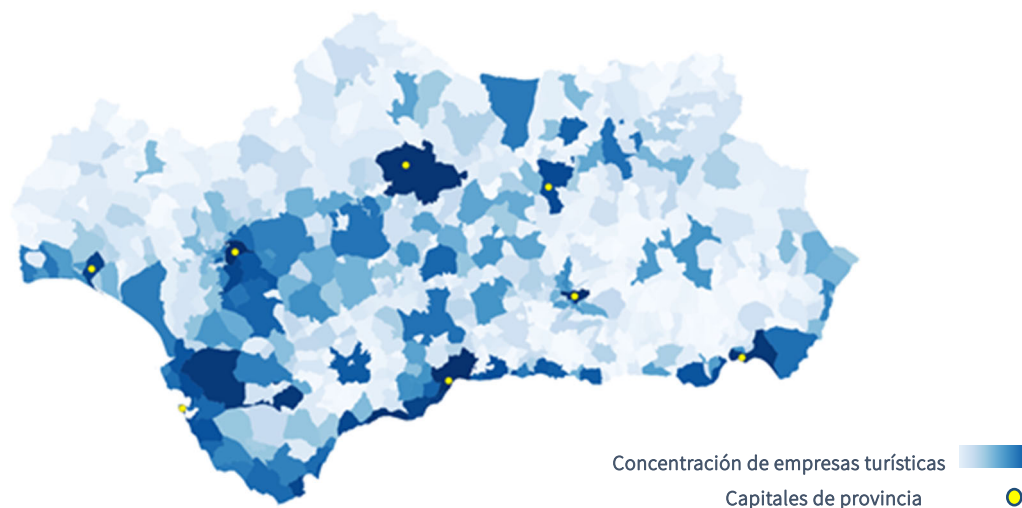 Concentración de empresas turísticas
Capitales de provincia